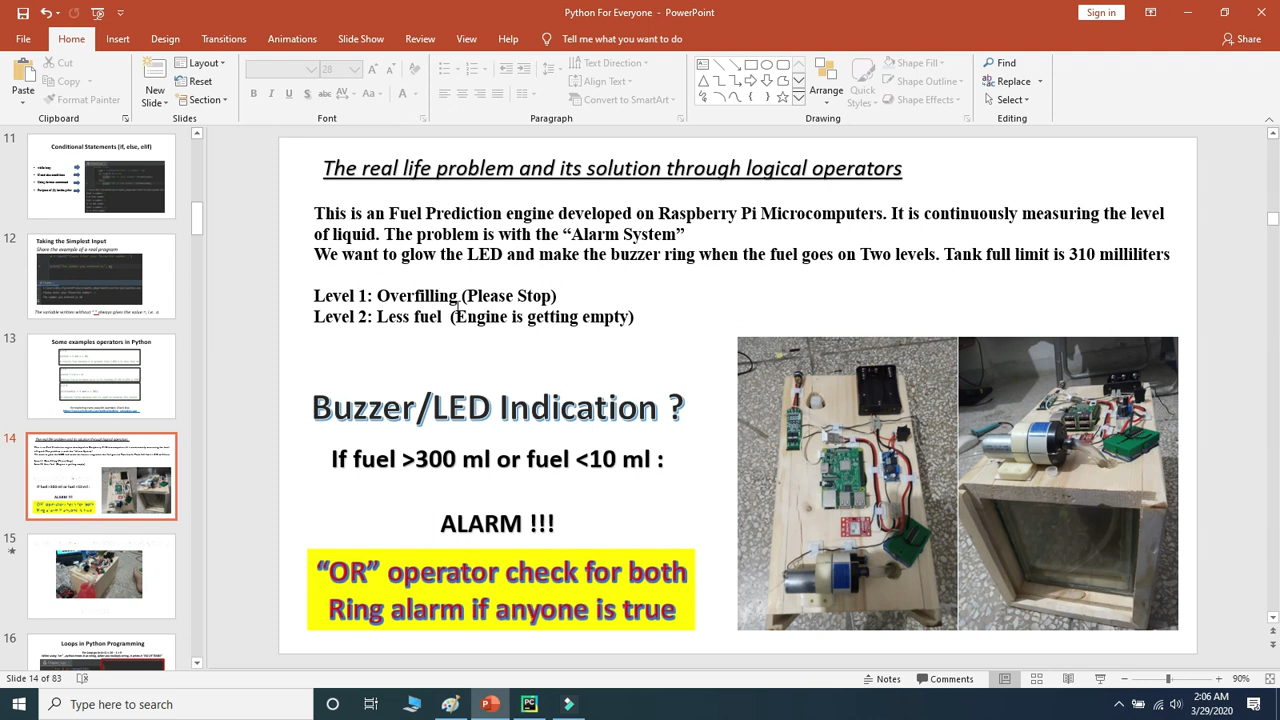 Sign in
File Home Insert Design Transitions Animations Slide Show Review View Recording Help Tell me what you want to do Share
Paste
Cut
Copy
Format Painter
Clipboard
New
Slide
Layout
Reset
Section
Slides
28
Font
Text Direction
Align Text
Convert to SmartArt
Paragraph
Arrange
Quick
Styles
Shape Fill
Shape Outline
Shape Effects
Drawing
Find
Replace
Select
Editing
11
Conditional Statements (if, else, elif)
12
Taking the Simplest Input
Share the example of a real program
13
Some examples operators in Python
14
15
16
Loops in Python Programming
The real life problem and its solution through logical operators
This is an Fuel Prediction engine developed on Raspberry Pi Microcomputers. It is continuously measuring the level
of liquid. The problem is with the “Alarm System”
We want to glow the LED and make the buzzer ring when the fuel goes on Two levels. Tank full limit is 310 milliliters
Level 1: Overfilling (Please Stop)
Level 2: Less fuel (Engine is getting empty)
Buzzer/LED indication ?
If fuel >300 ml or fuel <10 ml :
ALARM !!!
“OR” operator check for both
Ring alarm if anyone is true
Slide 14 of 83
Notes
Comments
90%
Type here to search
2:06 AM
3/29/2020